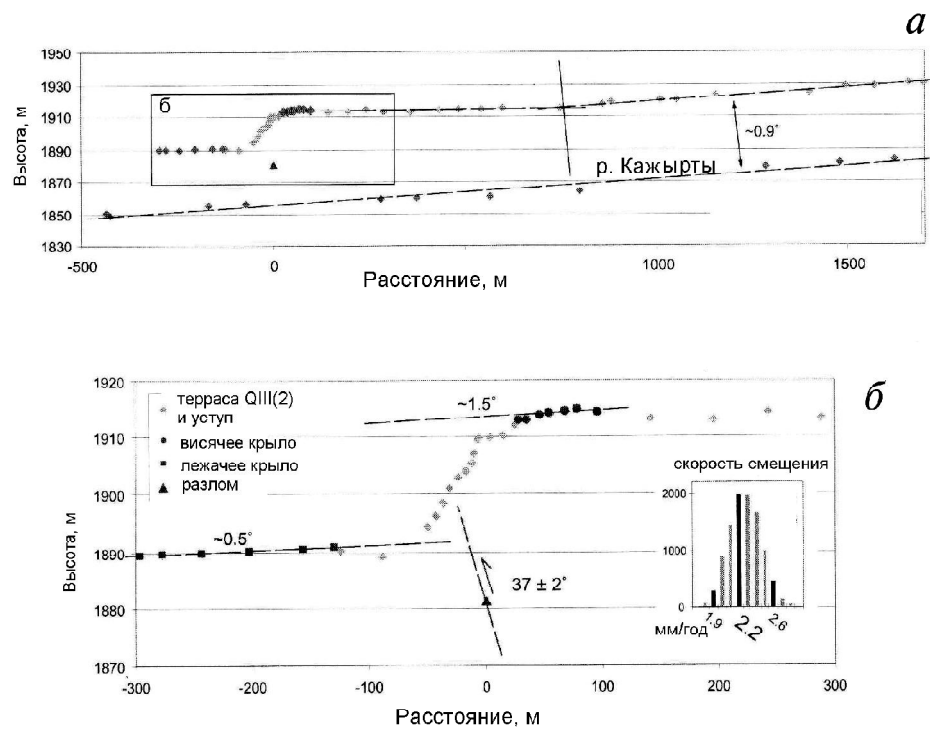 а
1950
1930
1910
1890
1870
1850
1830
Высота, м
б
~0.9°
р. Кажырты
-500
0
1000
1500
Расстояние, м
б
1920
1910
1900
1890
1880
1870
Высота, м
терраса QIII(2)
и уступ
висячее крыло
лежачее крыло
разлом
~1.5°
~0.5°
37 ± 2°
скорость смещения
2000
1000
0
мм/год
1.9
2.2
2.6
-300
-200
-100
0
100
200
300
Расстояние, м